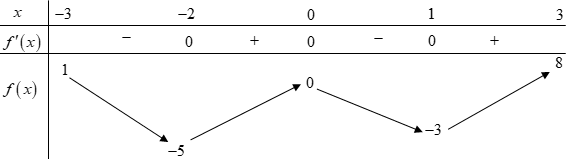 x −3 −2 0 1 3
f′(x) − 0 + 0 − 0 + 
8
1
f(x) 0
−3
−5